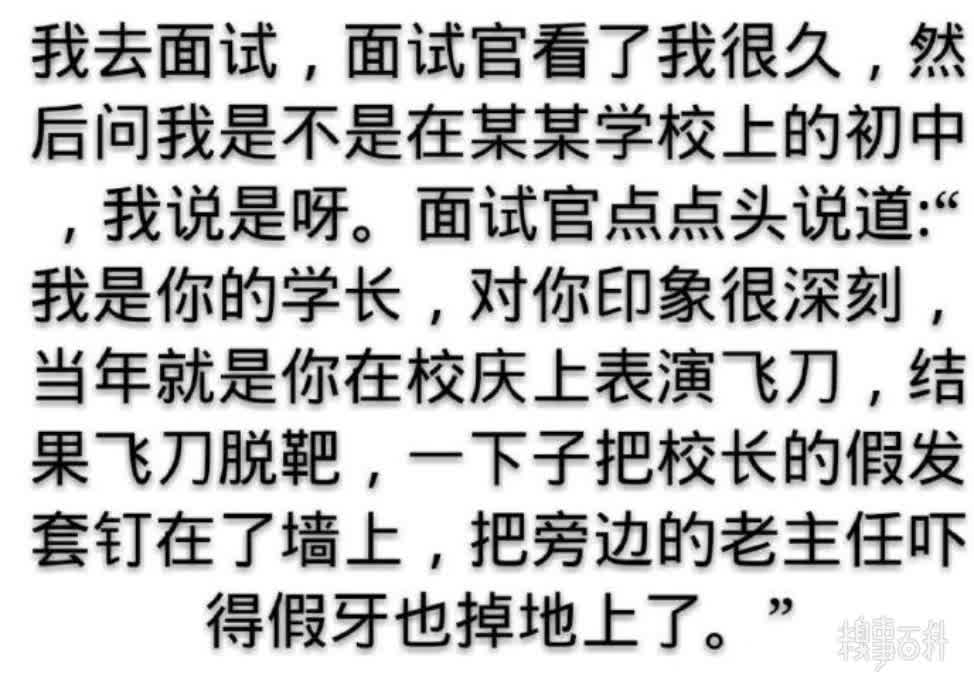 我去面试，面试官看了我很久，然
后问我是不是在某某学校上的初中
，我说是呀。面试官点点头说道:“
我是你的学长，对你印象很深刻，
当年就是你在校庆上表演飞刀，结
果飞刀脱靶，一下子把校长的假发
套钉在了墙上，把旁边的老主任吓
得假牙也掉地上了。”
糗事百科